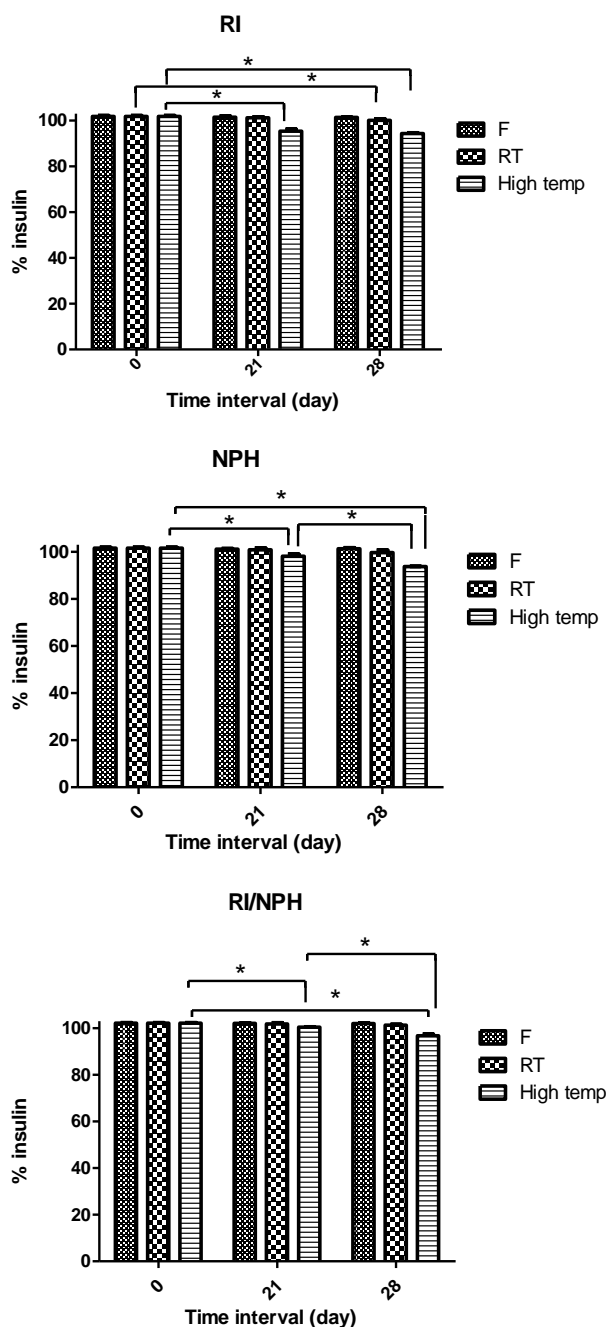 RI
*
*
*
100
80
60
40
20
0
% insulin
0
21
28
Time interval (day)
F
RT
High temp
NPH
*
*
*
100
80
60
40
20
0
% insulin
0
21
28
Time interval (day)
F
RT
High temp
RI/NPH
*
*
*
100
80
60
40
20
0
% insulin
0
21
28
Time interval (day)
F
RT
High temp